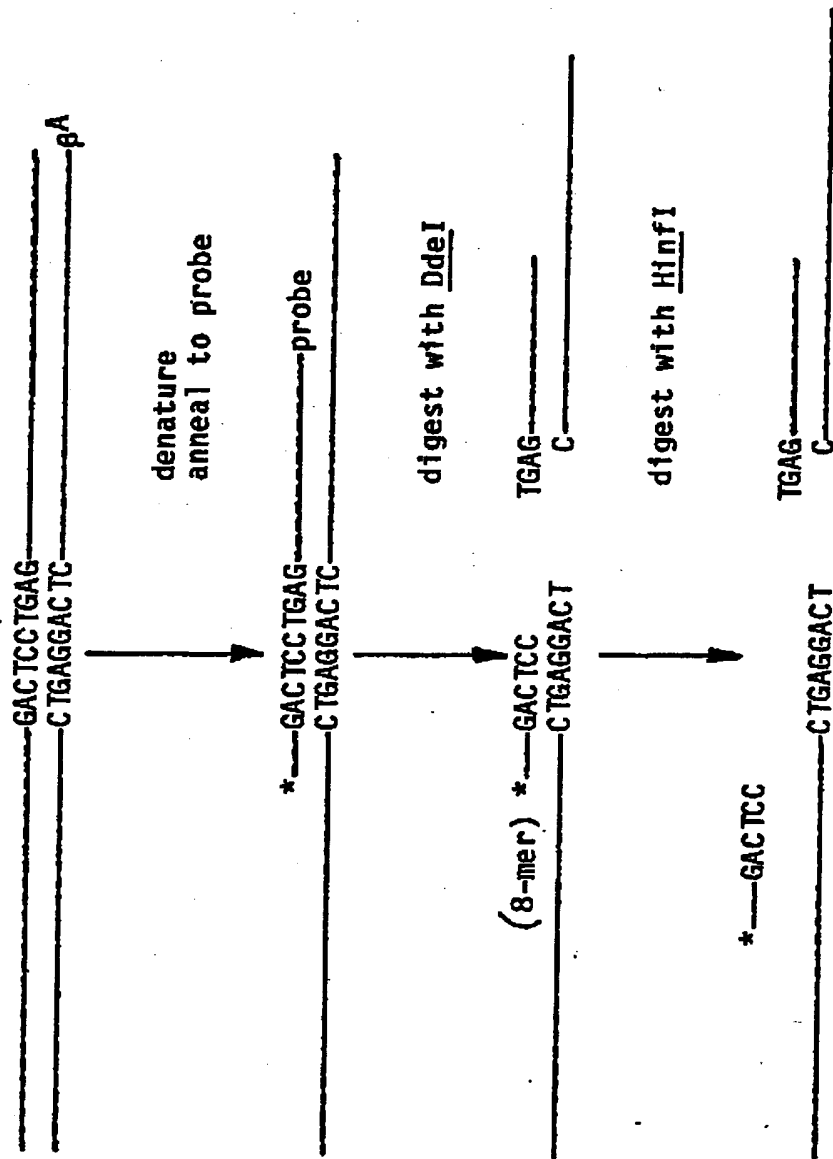 GACTCCTGAG
CTGAGGACTC βA
denature
anneal to probe
* GACTCCTGAG probe
CTGAGGACTC
digest with DdeI
(8-mer) * GACTCC TGAG
CTGAGGACT C
digest with HinfI
* GACTCC TGAG
CTGAGGACT C